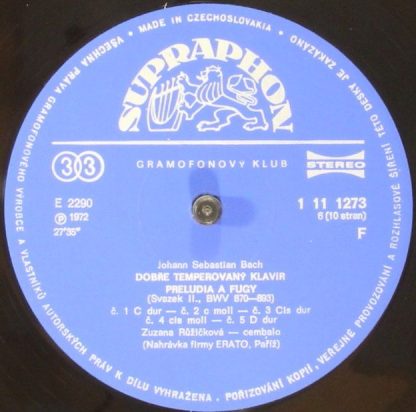 • MADE IN CZECHOSLOVAKIA •
VŠECHNA PRÁVA GRAMOFONOVÉHO VÝROBCE A VLASTNÍKŮ AUTORSKÝCH PRÁV K DÍLU VYHRAŽENA. POŘIZOVÁNÍ KOPIÍ, VEŘEJNÉ PROVOZOVÁNÍ A ROZHLASOVÉ ŠÍŘENÍ TÉTO DESKY JE ZAKÁZÁNO
SUPRAPHON
33 GRAMOFONOVÝ KLUB STEREO
E 2290 1 11 1273
Ⓟ 1972 6 (10 stran)
27'35" F
Johann Sebastian Bach
DOBŘE TEMPEROVANÝ KLAVÍR
PRELUDIA A FUGY
(Svazek II., BWV 870—893)
č. 1 C dur — č. 2 c moll — č. 3 Cis dur
č. 4 cis moll — č. 5 D dur
Zuzana Růžičková — cembalo
(Nahrávka firmy ERATO, Paříž)